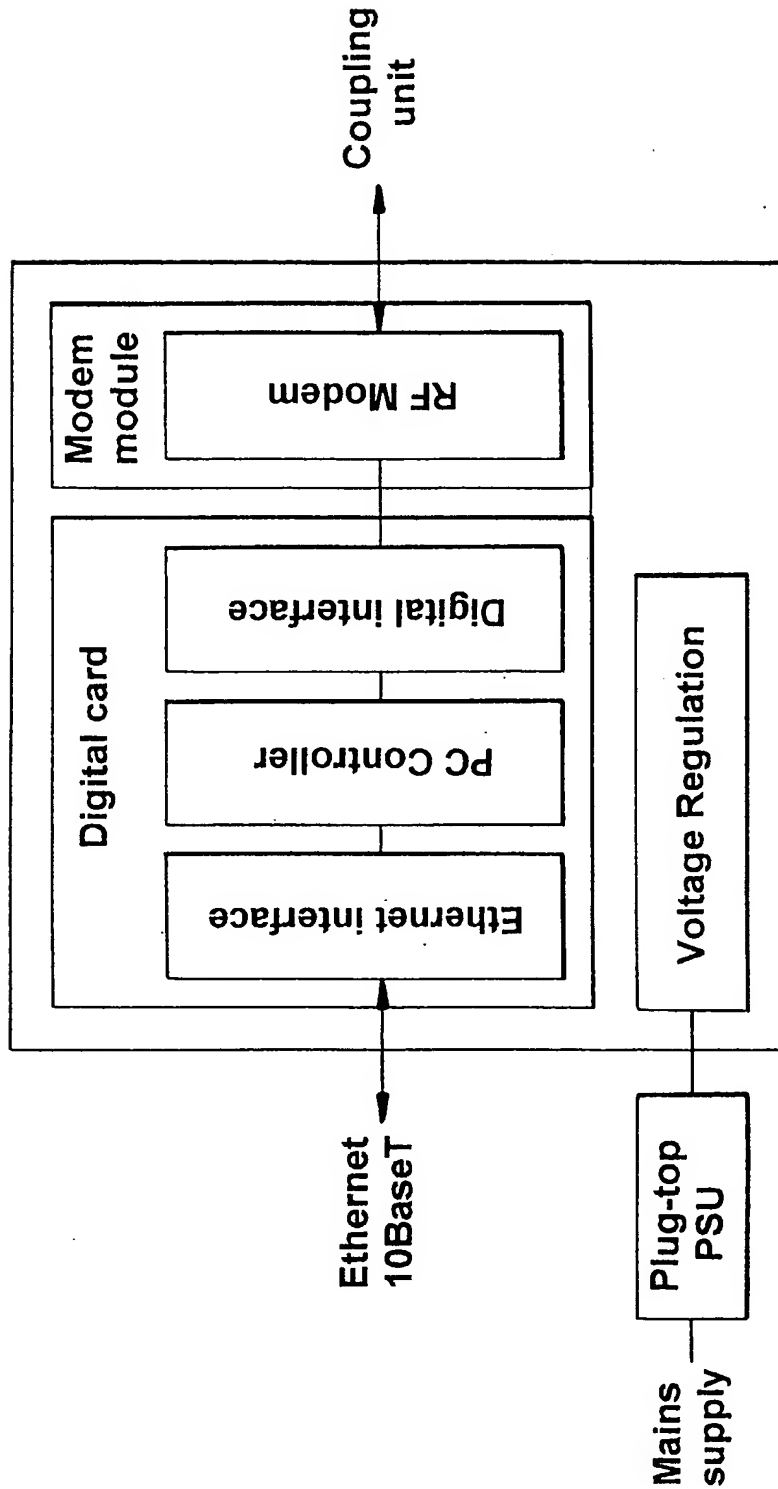 Digital card
Modem
module
Ethernet
10BaseT
Ethernet interface
PC Controller
Digital interface
RF Modem
Coupling
unit
Mains
supply
Plug-top
PSU
Voltage Regulation